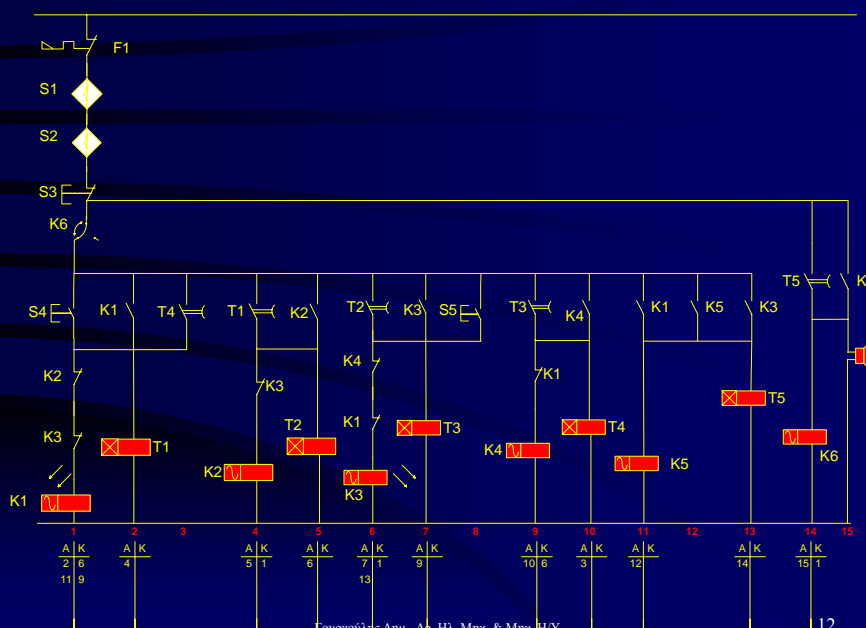 F1
S1
S2
S3
K6
T5 K
S4 K1 T4 T1 K2 T2 K3 S5 T3 K4 K1 K5 K3
K2 K3 K4 K1
K3 K1
T1 T2 T3 T4 T5
K1 K2 K3 K4 K5 K6
1 2 3 4 5 6 7 8 9 10 11 12 13 14 15
A K A K A K A K A K A K A K A K A K A K A K
2 6 4 5 1 6 7 1 9 10 6 3 12 14 15 1
11 9 13
12